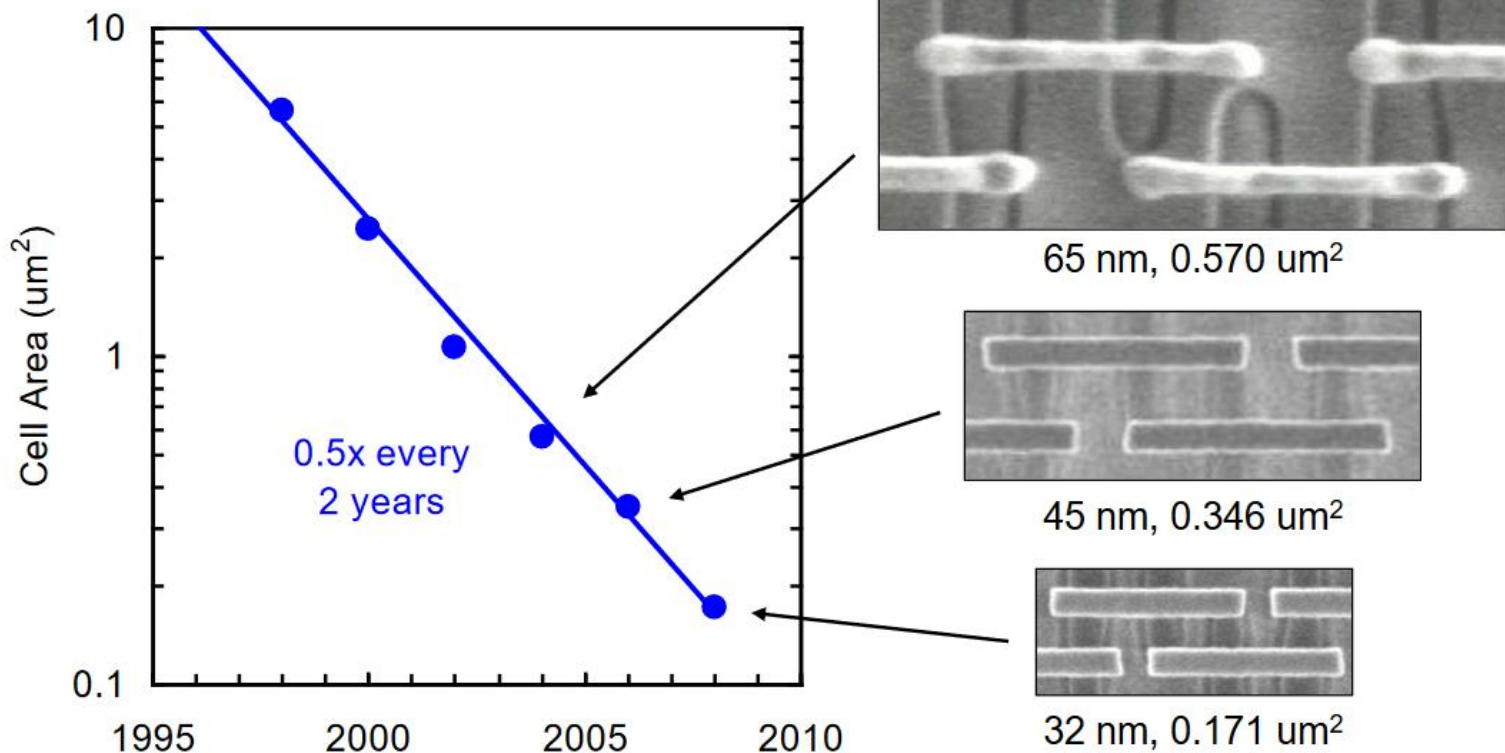 10
1
0.1
Cell Area (um²)
0.5x every
2 years
1995 2000 2005 2010
65 nm, 0.570 um²
45 nm, 0.346 um²
32 nm, 0.171 um²